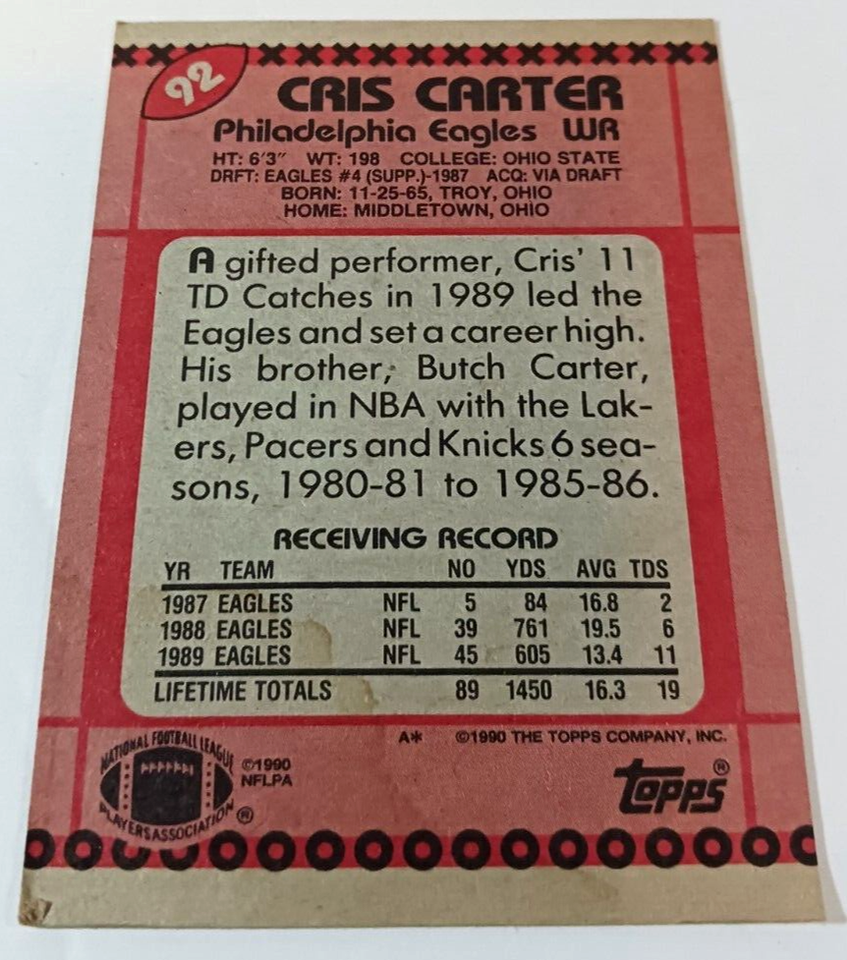 92
CRIS CARTER
Philadelphia Eagles WR
HT: 6'3" WT: 198 COLLEGE: OHIO STATE
DRFT: EAGLES #4 (SUPP.)-1987 ACQ: VIA DRAFT
BORN: 11-25-65, TROY, OHIO
HOME: MIDDLETOWN, OHIO
A gifted performer, Cris' 11
TD Catches in 1989 led the
Eagles and set a career high.
His brother, Butch Carter,
played in NBA with the Lak-
ers, Pacers and Knicks 6 sea-
sons, 1980-81 to 1985-86.
RECEIVING RECORD
YR TEAM NO YDS AVG TDS
1987 EAGLES NFL 5 84 16.8 2
1988 EAGLES NFL 39 761 19.5 6
1989 EAGLES NFL 45 605 13.4 11
LIFETIME TOTALS 89 1450 16.3 19
A* ©1990 THE TOPPS COMPANY, INC.
NATIONAL FOOTBALL LEAGUE
PLAYERS ASSOCIATION ®
©1990
NFLPA
topps®